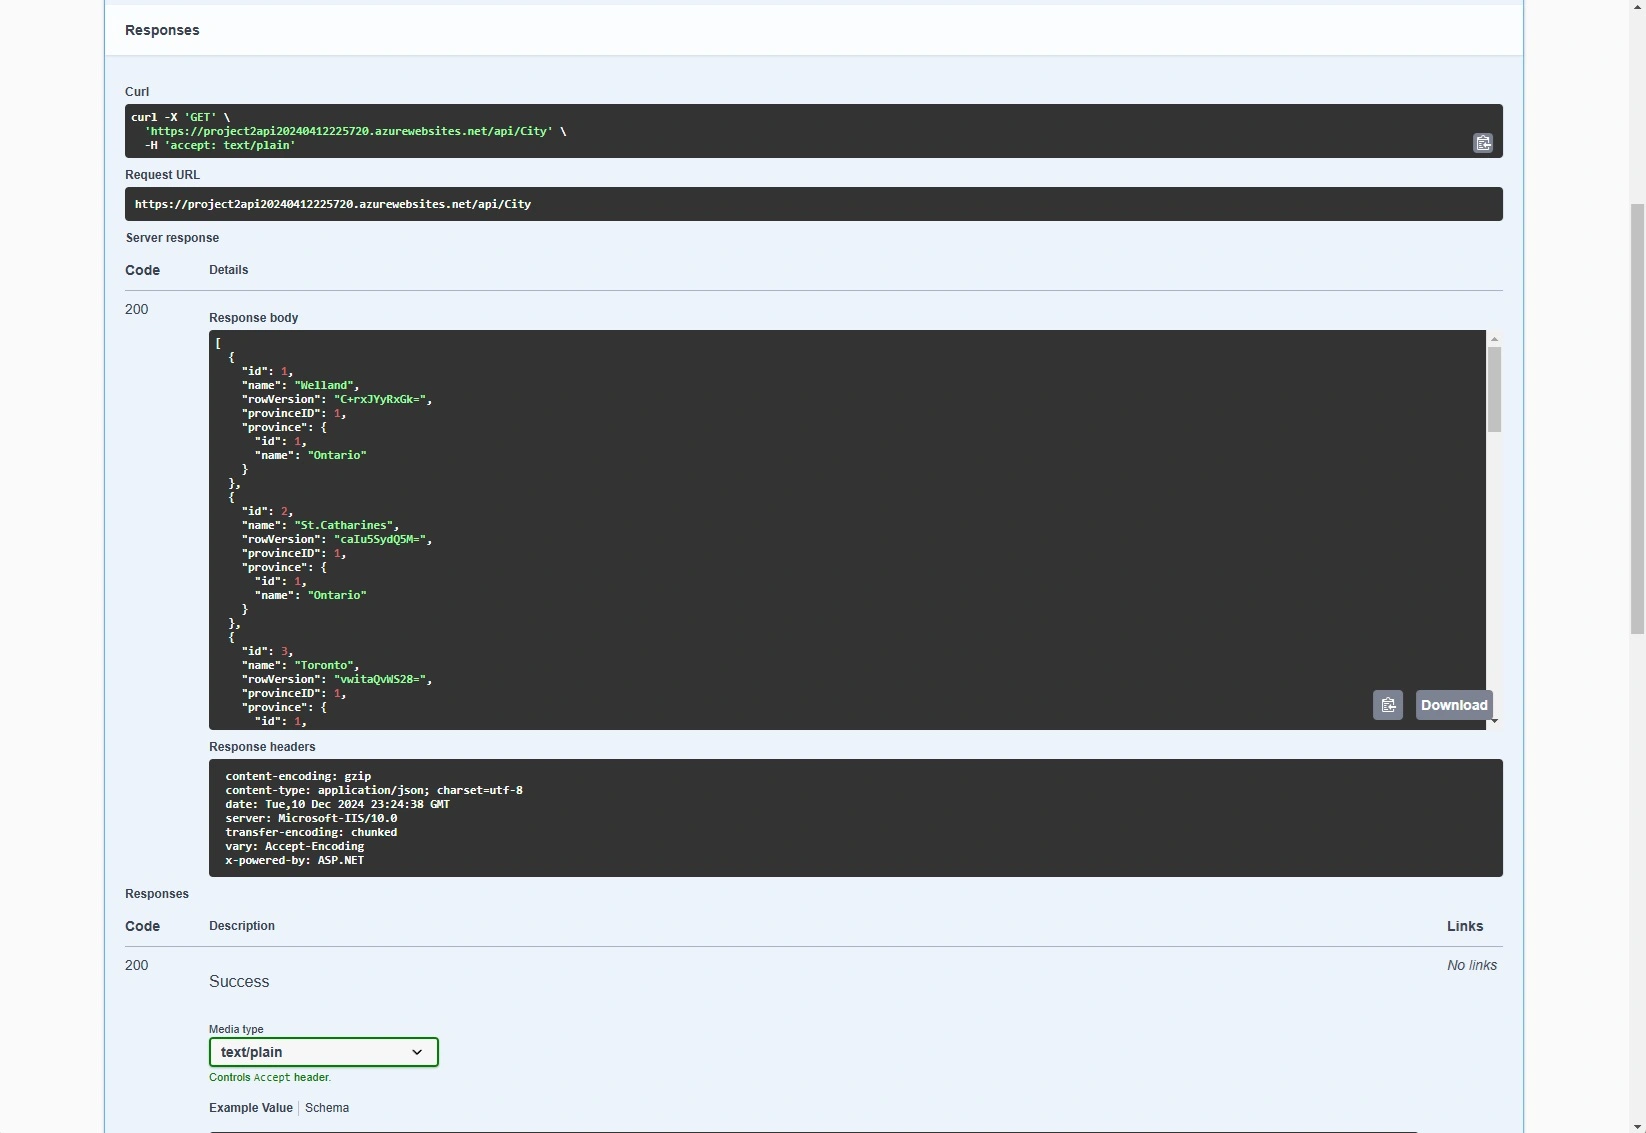 Responses
Curl
curl -X 'GET' \
  'https://project2api20240412225720.azurewebsites.net/api/City' \
  -H 'accept: text/plain'
Request URL
https://project2api20240412225720.azurewebsites.net/api/City
Server response
Code Details
200
Response body
[
  {
    "id": 1,
    "name": "Welland",
    "rowVersion": "C+rxJYyRxGk=",
    "provinceID": 1,
    "province": {
      "id": 1,
      "name": "Ontario"
    }
  },
  {
    "id": 2,
    "name": "St.Catharines",
    "rowVersion": "caIu5SydQ5M=",
    "provinceID": 1,
    "province": {
      "id": 1,
      "name": "Ontario"
    }
  },
  {
    "id": 3,
    "name": "Toronto",
    "rowVersion": "vwitaQvWS28=",
    "provinceID": 1,
    "province": {
      "id": 1,
Download
Response headers
content-encoding: gzip
content-type: application/json; charset=utf-8
date: Tue,10 Dec 2024 23:24:38 GMT
server: Microsoft-IIS/10.0
transfer-encoding: chunked
vary: Accept-Encoding
x-powered-by: ASP.NET
Responses
Code Description Links
200 No links
Success
Media type
text/plain
Controls Accept header.
Example Value Schema